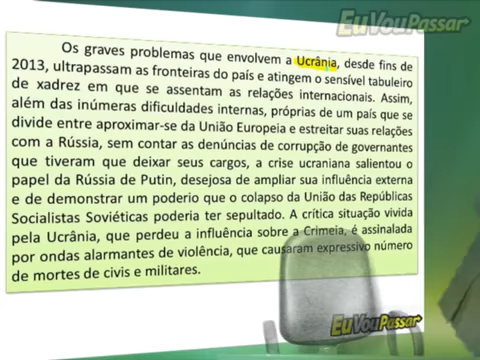 EuVouPassar
Os graves problemas que envolvem a Ucrânia, desde fins de
2013, ultrapassam as fronteiras do país e atingem o sensível tabuleiro
de xadrez em que se assentam as relações internacionais. Assim,
além das inúmeras dificuldades internas, próprias de um país que se
divide entre aproximar-se da União Europeia e estreitar suas relações
com a Rússia, sem contar as denúncias de corrupção de governantes
que tiveram que deixar seus cargos, a crise ucraniana salientou o
papel da Rússia de Putin, desejosa de ampliar sua influência externa
e de demonstrar um poderio que o colapso da União das Repúblicas
Socialistas Soviéticas poderia ter sepultado. A crítica situação vivida
pela Ucrânia, que perdeu a influência sobre a Crimeia, é assinalada
por ondas alarmantes de violência, que causaram expressivo número
de mortes de civis e militares.
EuVouPassar